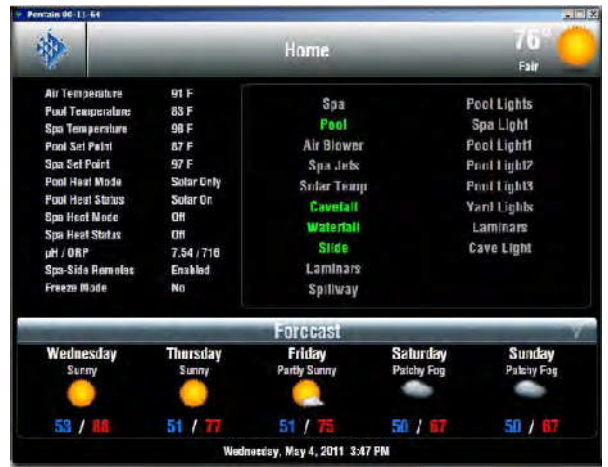 Pentair 00-11-64
Home
76°
Fair
Air Temperature 91 F
Pool Temperature 83 F
Spa Temperature 98 F
Pool Set Point 87 F
Spa Set Point 97 F
Pool Heat Mode Solar Only
Pool Heat Status Solar On
Spa Heat Mode Off
Spa Heat Status Off
pH / ORP 7.54 / 716
Spa-Side Remotes Enabled
Freeze Mode No
Spa Pool Lights
Pool Spa Light
Air Blower Pool Light1
Spa Jets Pool Light2
Solar Temp Pool Light3
Cavefall Yard Lights
Waterfall Laminars
Slide Cave Light
Laminars
Spillway
Forecast
Wednesday Thursday Friday Saturday Sunday
Sunny Sunny Partly Sunny Patchy Fog Patchy Fog
53 / 88 51 / 77 51 / 75 50 / 67 50 / 67
Wednesday, May 4, 2011 3:47 PM